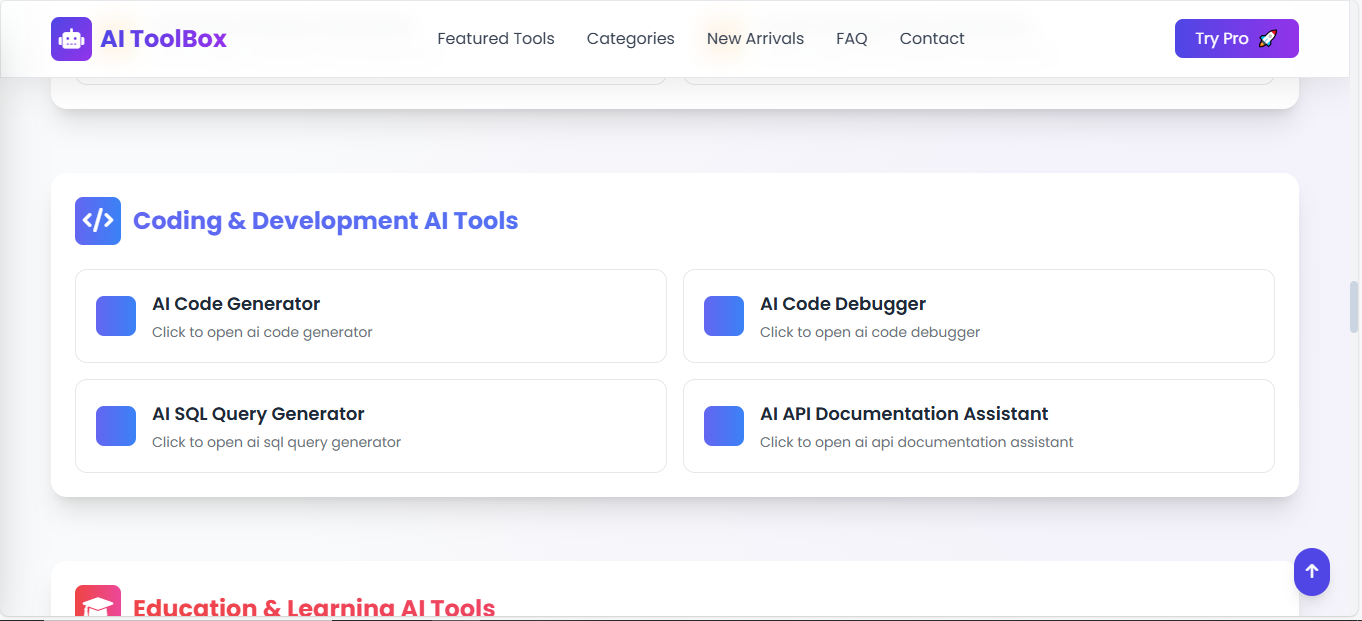 AI ToolBox
Featured Tools
Categories
New Arrivals
FAQ
Contact
Try Pro 🚀
</> Coding & Development AI Tools
AI Code Generator
Click to open ai code generator
AI Code Debugger
Click to open ai code debugger
AI SQL Query Generator
Click to open ai sql query generator
AI API Documentation Assistant
Click to open ai api documentation assistant
Education & Learning AI Tools